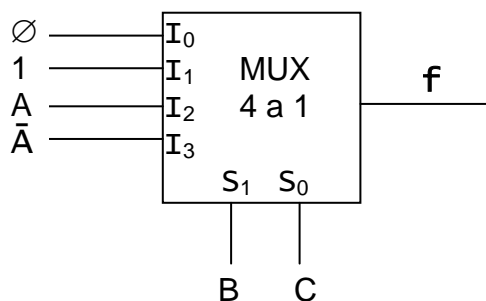 ∅ I₀
1 I₁ MUX
A I₂ 4 a 1 f
Ā I₃
S₁ S₀
B C